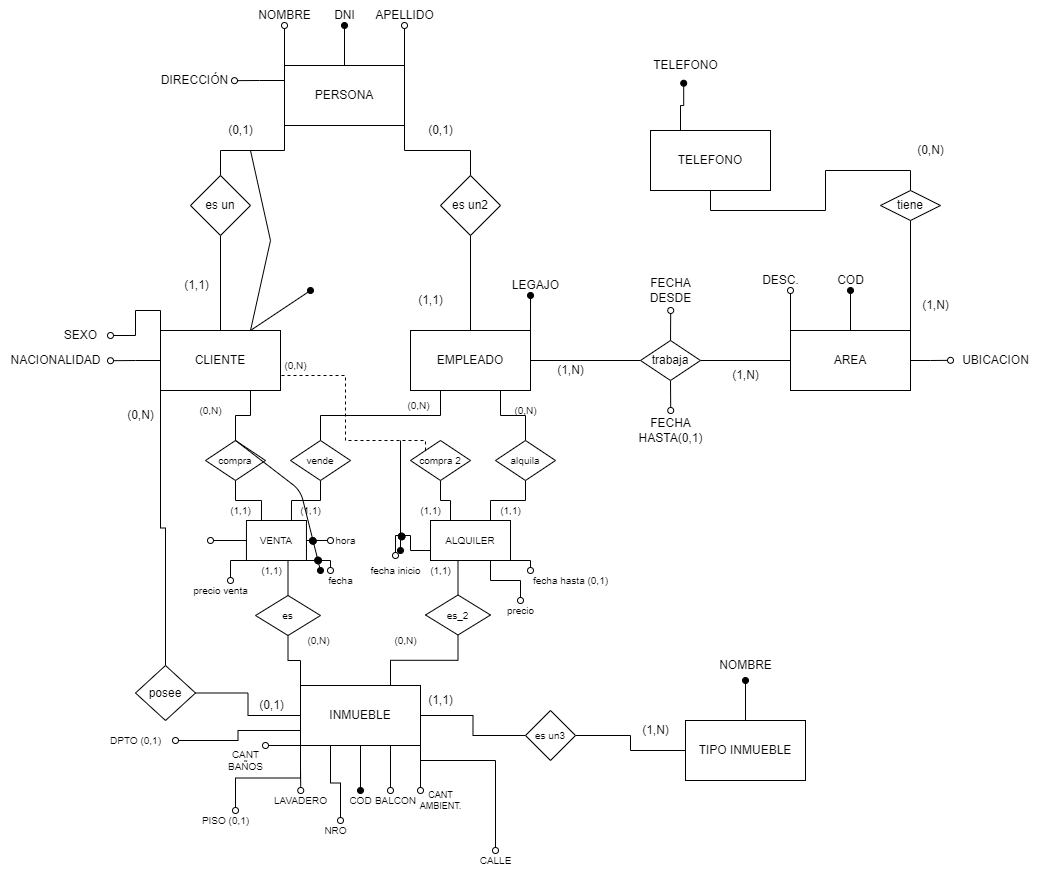 NOMBRE
DNI
APELLIDO
DIRECCIÓN
PERSONA
(0,1)
(0,1)
TELEFONO
TELEFONO
(0,N)
es un
es un2
tiene
(1,1)
(1,1)
LEGAJO
FECHA
DESDE
DESC.
COD
(1,N)
SEXO
NACIONALIDAD
CLIENTE
(0,N)
EMPLEADO
(1,N)
trabaja
(1,N)
AREA
UBICACION
(0,N)
(0,N)
(0,N)
(0,N)
FECHA
HASTA(0,1)
compra
vende
compra 2
alquila
(1,1)
(1,1)
(1,1)
(1,1)
VENTA
hora
ALQUILER
precio venta
(1,1)
fecha
fecha inicio
(1,1)
fecha hasta (0,1)
precio
es
es_2
(0,N)
(0,N)
posee
(0,1)
INMUEBLE
(1,1)
es un3
(1,N)
NOMBRE
TIPO INMUEBLE
DPTO (0,1)
CANT
BAÑOS
LAVADERO
COD
BALCON
CANT
AMBIENT.
PISO (0,1)
NRO
CALLE